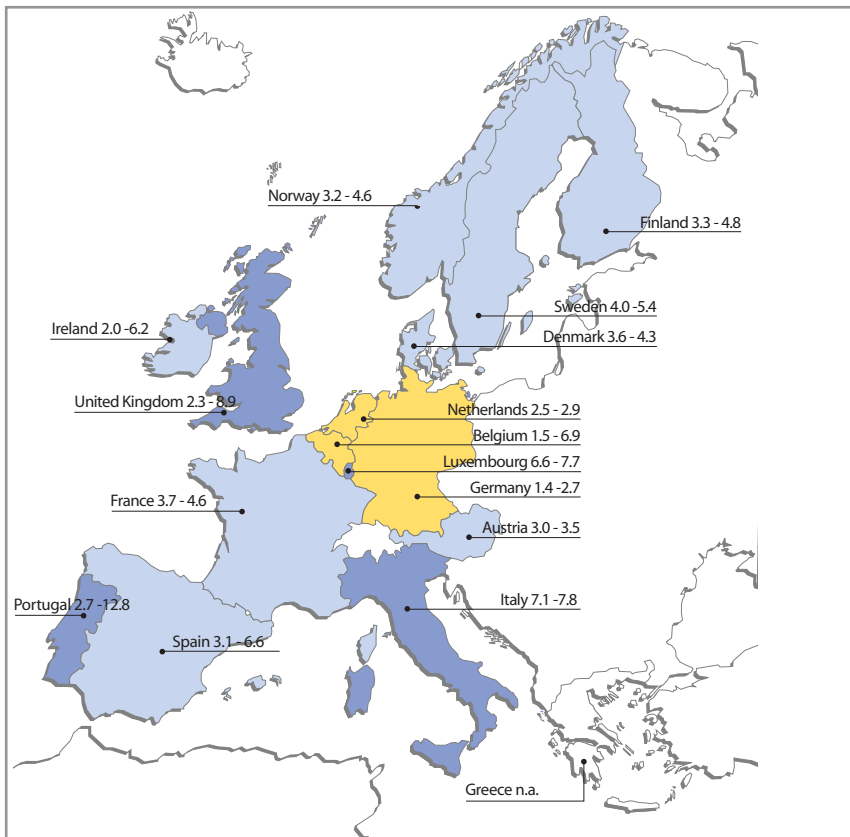 Norway 3.2 - 4.6
Finland 3.3 - 4.8
Sweden 4.0 -5.4
Ireland 2.0 -6.2
Denmark 3.6 - 4.3
United Kingdom 2.3 - 8.9
Netherlands 2.5 - 2.9
Belgium 1.5 - 6.9
Luxembourg 6.6 - 7.7
Germany 1.4 -2.7
France 3.7 - 4.6
Austria 3.0 - 3.5
Portugal 2.7 -12.8
Italy 7.1 -7.8
Spain 3.1 - 6.6
Greece n.a.